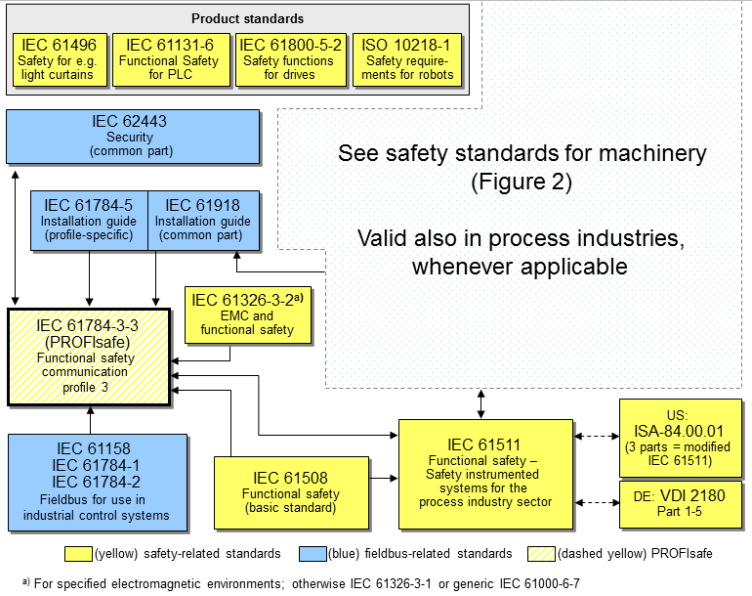 Product standards
IEC 61496
Safety for e.g.
light curtains
IEC 61131-6
Functional Safety
for PLC
IEC 61800-5-2
Safety functions
for drives
ISO 10218-1
Safety require-
ments for robots
IEC 62443
Security
(common part)
See safety standards for machinery
(Figure 2)
Valid also in process industries,
whenever applicable
IEC 61784-5
Installation guide
(profile-specific)
IEC 61918
Installation guide
(common part)
IEC 61326-3-2a)
EMC and
functional safety
IEC 61784-3-3
(PROFIsafe)
Functional safety
communication
profile 3
IEC 61158
IEC 61784-1
IEC 61784-2
Fieldbus for use in
industrial control systems
IEC 61508
Functional safety
(basic standard)
IEC 61511
Functional safety –
Safety instrumented
systems for the
process industry sector
US:
ISA-84.00.01
(3 parts = modified
IEC 61511)
DE: VDI 2180
Part 1-5
(yellow) safety-related standards
(blue) fieldbus-related standards
(dashed yellow) PROFIsafe
a) For specified electromagnetic environments; otherwise IEC 61326-3-1 or generic IEC 61000-6-7